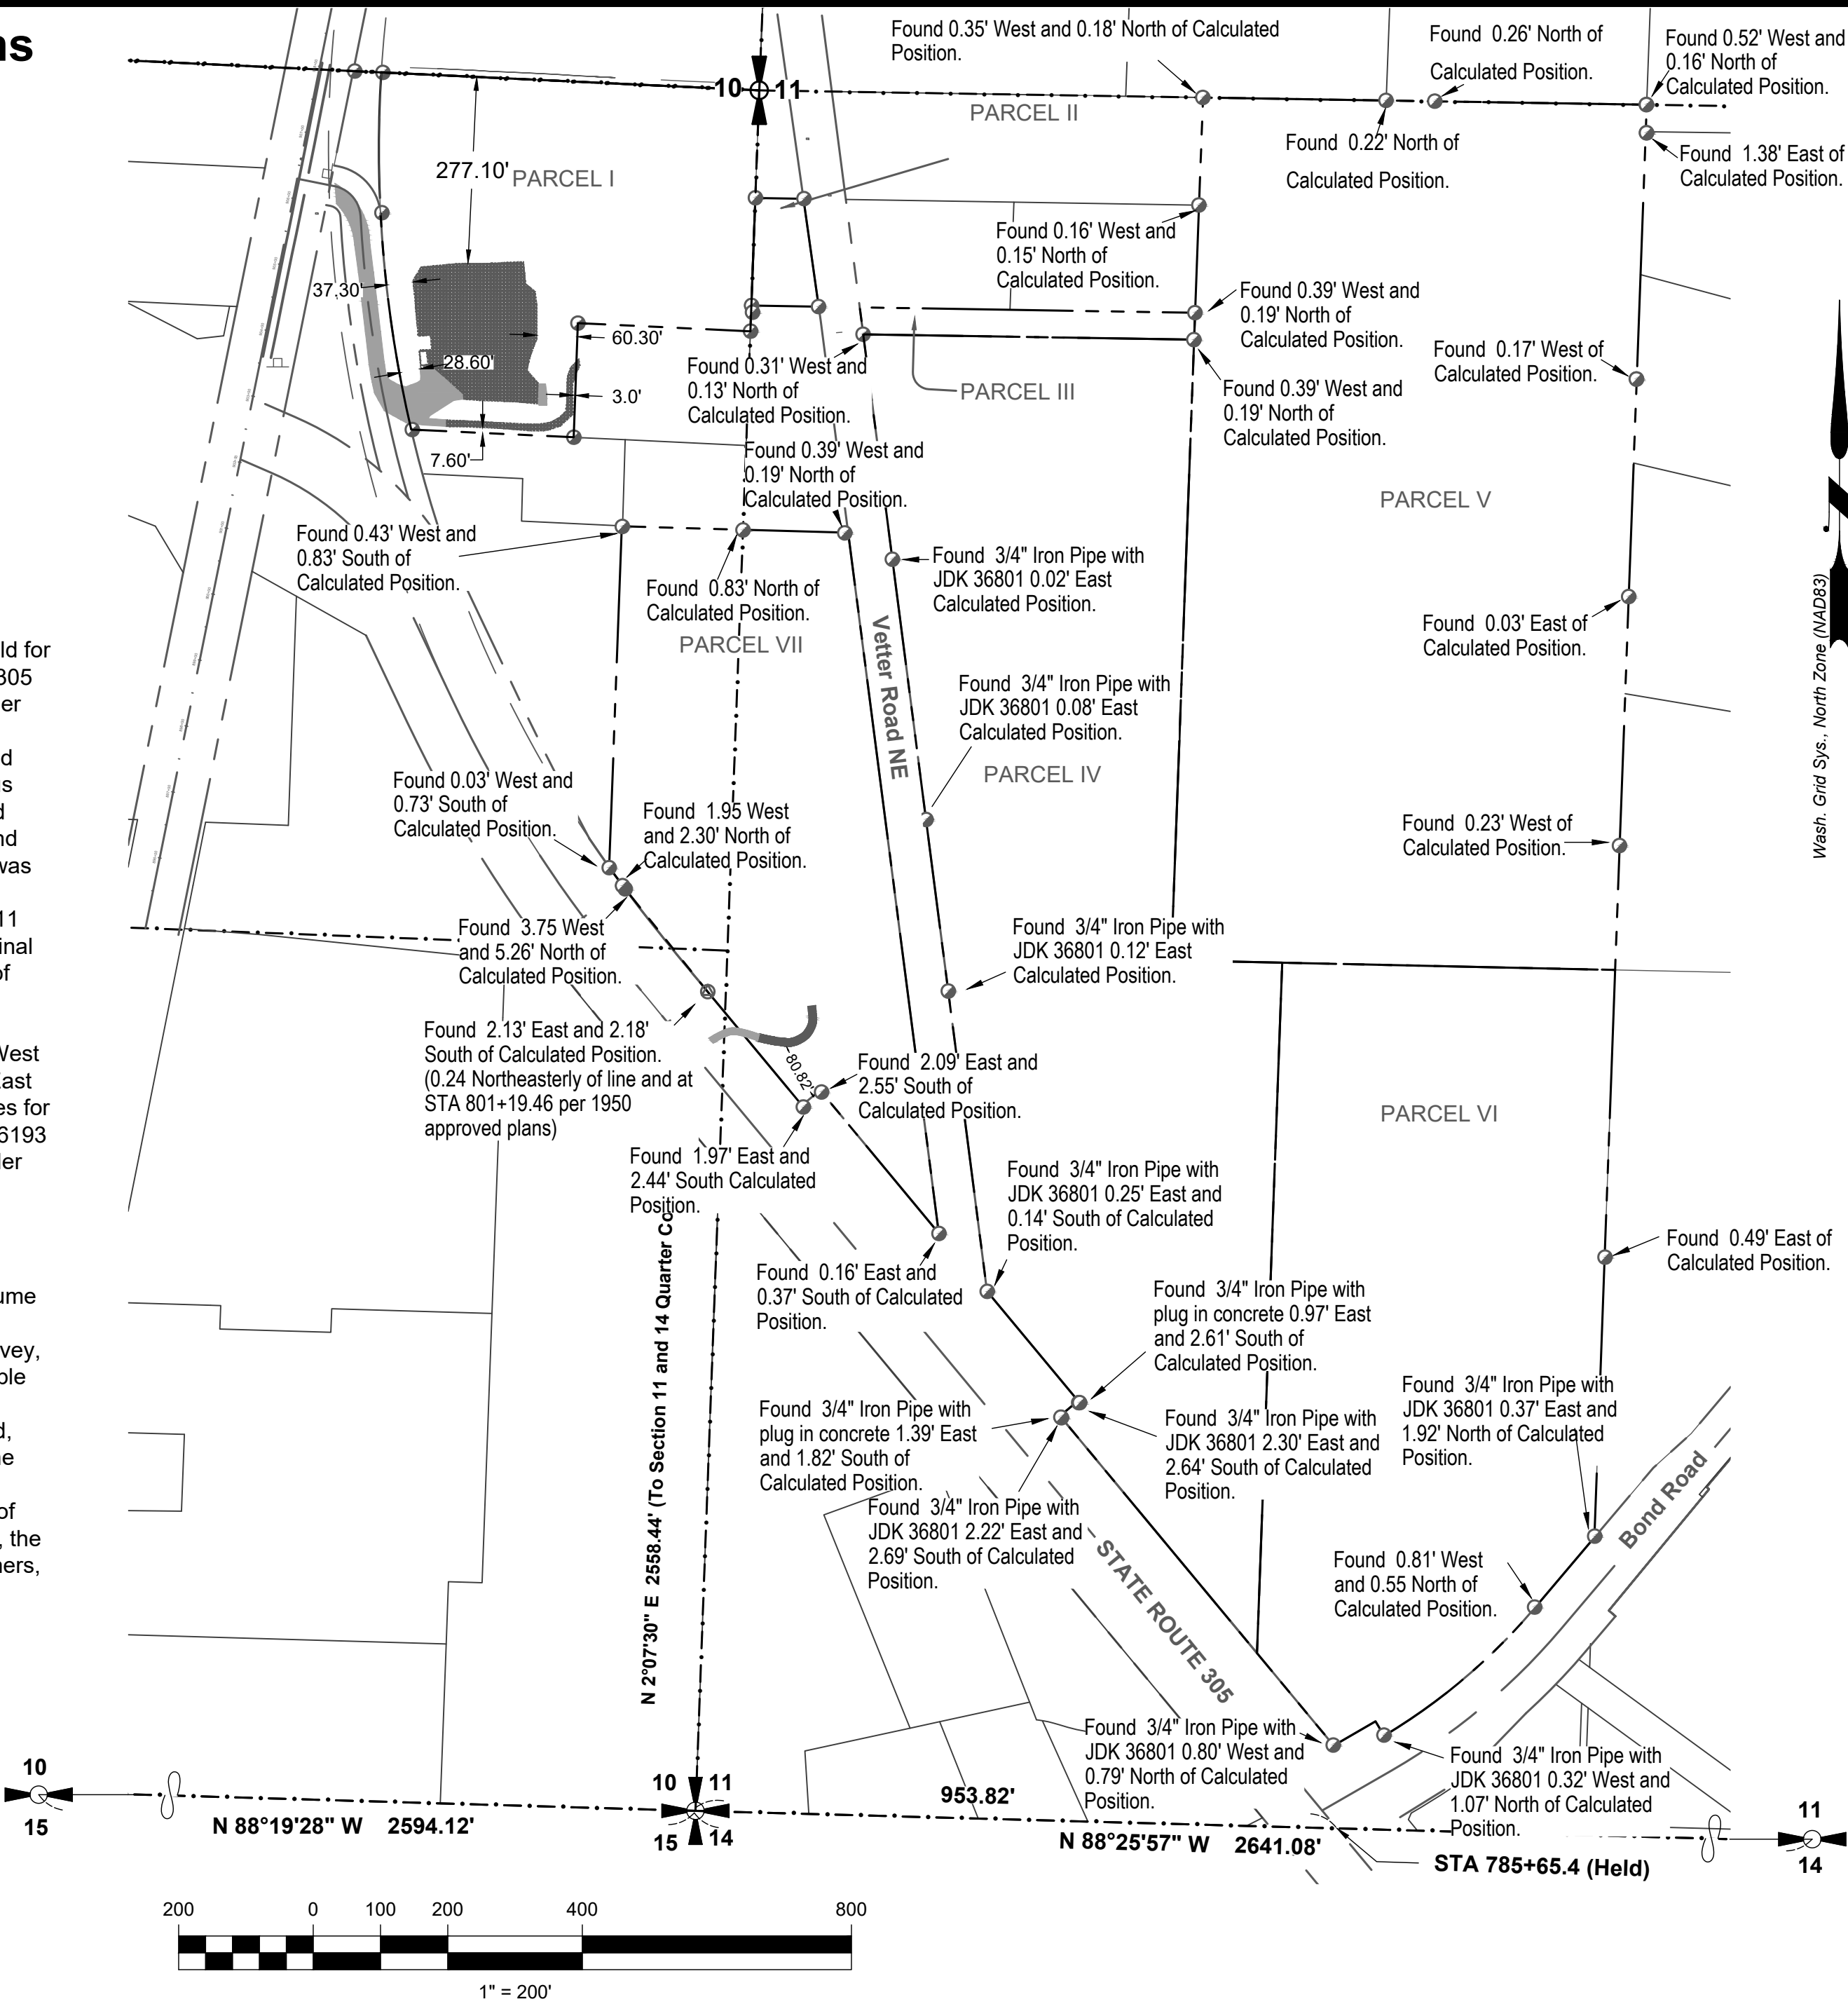 ns
Found 0.35' West and 0.18' North of Calculated
Position.
Found 0.26' North of
Calculated Position.
Found 0.52' West and
0.16' North of
Calculated Position.
10
11
PARCEL II
Found 0.22' North of
Calculated Position.
Found 1.38' East of
Calculated Position.
277.10'
PARCEL I
Found 0.16' West and
0.15' North of
Calculated Position.
37.30'
Found 0.39' West and
0.19' North of
Calculated Position.
60.30'
28.60'
3.0'
Found 0.31' West and
0.13' North of
Calculated Position.
PARCEL III
Found 0.17' West of
Calculated Position.
Found 0.39' West and
0.19' North of
Calculated Position.
7.60'
Found 0.39' West and
0.19' North of
Calculated Position.
PARCEL V
Found 0.43' West and
0.83' South of
Calculated Position.
Found 0.83' North of
Calculated Position.
Found 3/4" Iron Pipe with
JDK 36801 0.02' East
Calculated Position.
Wash. Grid Sys., North Zone (NAD83)
Found 0.03' East of
Calculated Position.
PARCEL VII
Vetter Road NE
ld for
305
er
d
s
d
nd
was
11
inal
of
West
East
es for
6193
ler
ume
vey,
ble
d,
ne
of
, the
ners,
Found 3/4" Iron Pipe with
JDK 36801 0.08' East
Calculated Position.
PARCEL IV
Found 0.03' West and
0.73' South of
Calculated Position.
Found 1.95 West
and 2.30' North of
Calculated Position.
Found 0.23' West of
Calculated Position.
Found 3.75 West
and 5.26' North of
Calculated Position.
Found 3/4" Iron Pipe with
JDK 36801 0.12' East
Calculated Position.
Found 2.13' East and 2.18'
South of Calculated Position.
(0.24 Northeasterly of line and at
STA 801+19.46 per 1950
approved plans)
80.82'
Found 2.09' East and
2.55' South of
Calculated Position.
PARCEL VI
Found 1.97' East and
2.44' South Calculated
Position.
Found 3/4" Iron Pipe with
JDK 36801 0.25' East and
0.14' South of Calculated
Position.
Found 0.49' East of
Calculated Position.
Found 0.16' East and
0.37' South of Calculated
Position.
Found 3/4" Iron Pipe with
plug in concrete 0.97' East
and 2.61' South of
Calculated Position.
N 2°07'30" E 2558.44' (To Section 11 and 14 Quarter Co
Found 3/4" Iron Pipe with
plug in concrete 1.39' East
and 1.82' South of
Calculated Position.
Found 3/4" Iron Pipe with
JDK 36801 2.30' East and
2.64' South of Calculated
Position.
Found 3/4" Iron Pipe with
JDK 36801 0.37' East and
1.92' North of Calculated
Position.
Found 3/4" Iron Pipe with
JDK 36801 2.22' East and
2.69' South of Calculated
Position.
Bond Road
STATE ROUTE 305
Found 0.81' West
and 0.55 North of
Calculated Position.
Found 3/4" Iron Pipe with
JDK 36801 0.80' West and
0.79' North of Calculated
Position.
Found 3/4" Iron Pipe with
JDK 36801 0.32' West and
1.07' North of Calculated
Position.
10
15
N 88°19'28" W 2594.12'
10 11
15 14
953.82'
N 88°25'57" W 2641.08'
STA 785+65.4 (Held)
11
14
200 0 100 200 400 800
1" = 200'